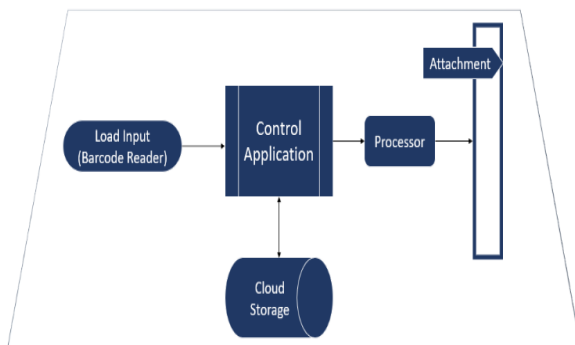 Attachment
Load Input
(Barcode Reader)
Control
Application
Processor
Cloud
Storage